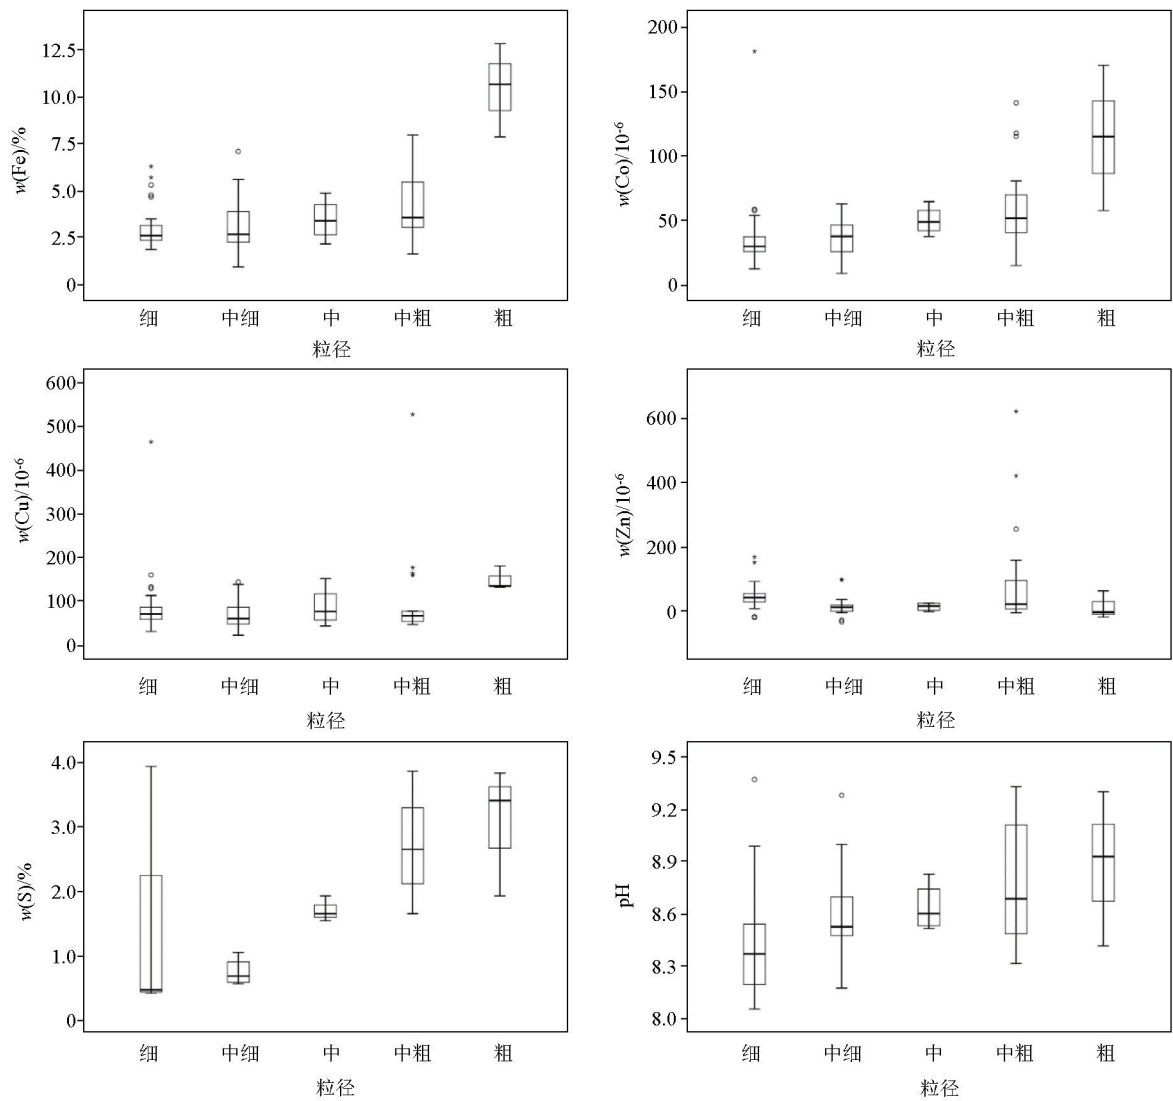 w(Fe)/%
12.5
10.0
7.5
5.0
2.5
0
细 中细 中 中粗 粗
粒径
w(Co)/10-6
200
150
100
50
0
细 中细 中 中粗 粗
粒径
w(Cu)/10-6
600
500
400
300
200
100
0
细 中细 中 中粗 粗
粒径
w(Zn)/10-6
600
400
200
0
细 中细 中 中粗 粗
粒径
w(S)/%
4.0
3.0
2.0
1.0
0
细 中细 中 中粗 粗
粒径
pH
9.5
9.2
8.9
8.6
8.3
8.0
细 中细 中 中粗 粗
粒径